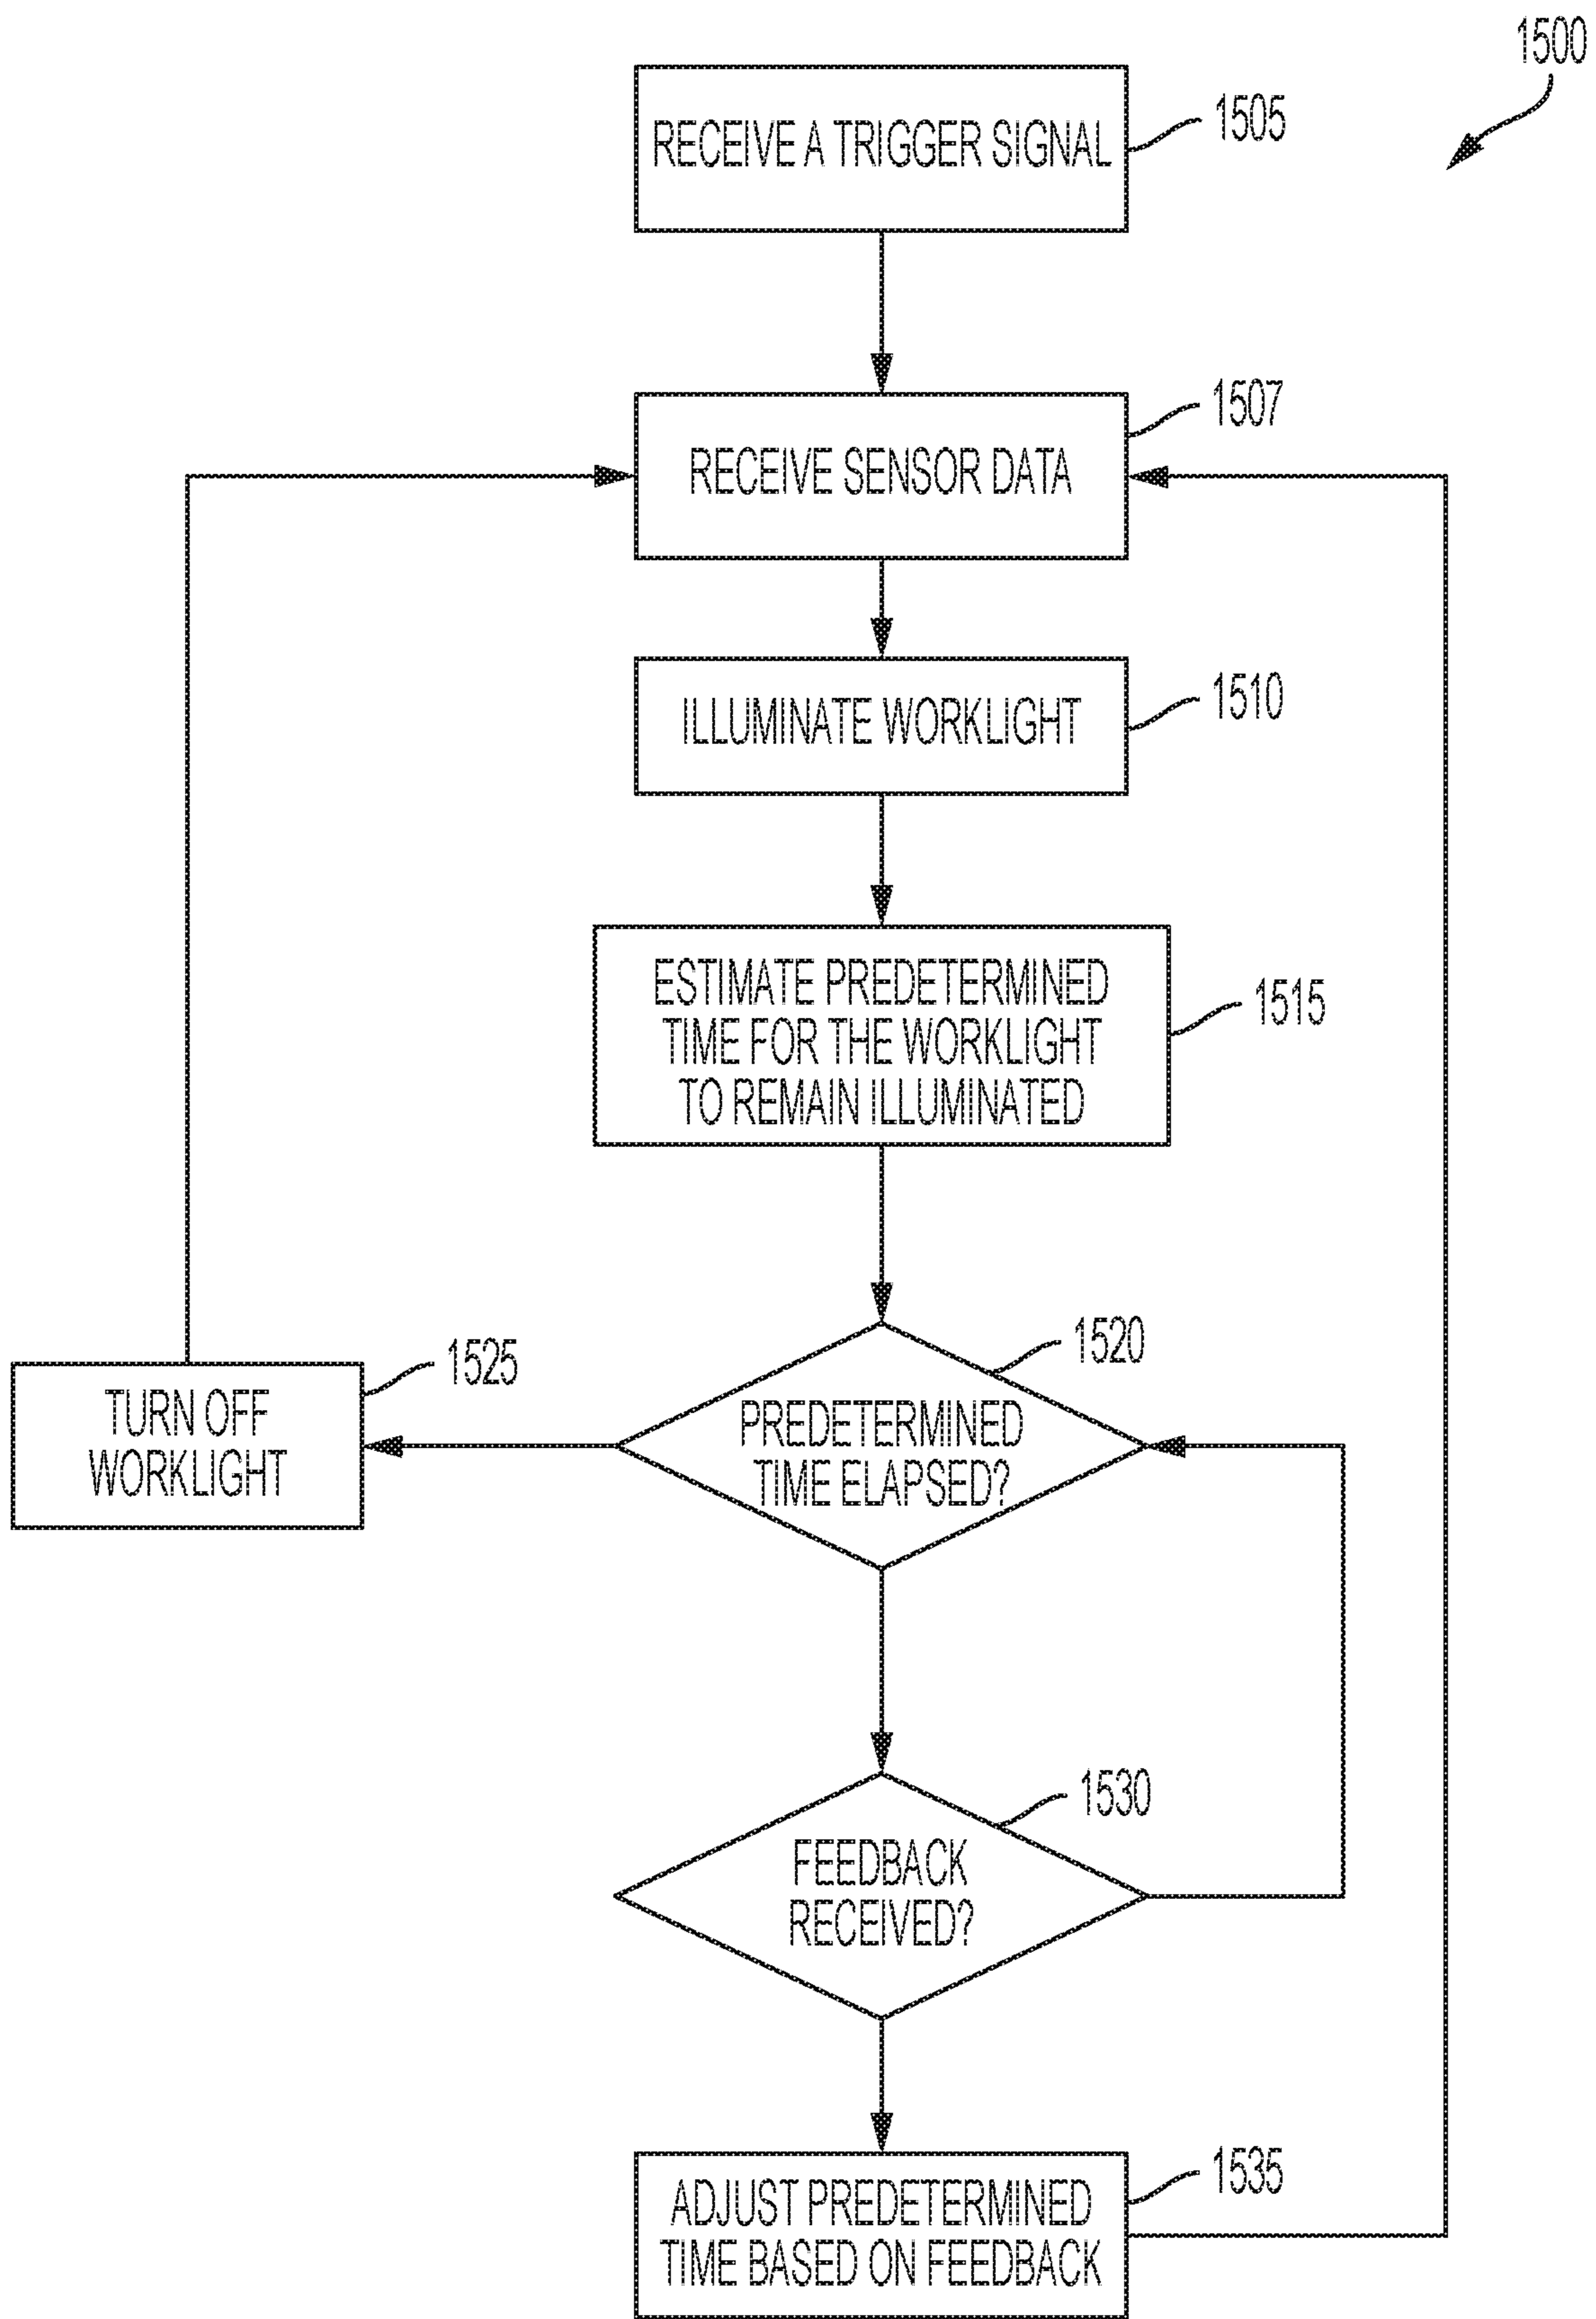 1500
RECEIVE A TRIGGER SIGNAL
1505
1507
RECEIVE SENSOR DATA
ILLUMINATE WORKLIGHT
1510
ESTIMATE PREDETERMINED
TIME FOR THE WORKLIGHT
TO REMAIN ILLUMINATED
1515
1520
1525
TURN OFF
WORKLIGHT
PREDETERMINED
TIME ELAPSED?
1530
FEEDBACK
RECEIVED?
1535
ADJUST PREDETERMINED
TIME BASED ON FEEDBACK